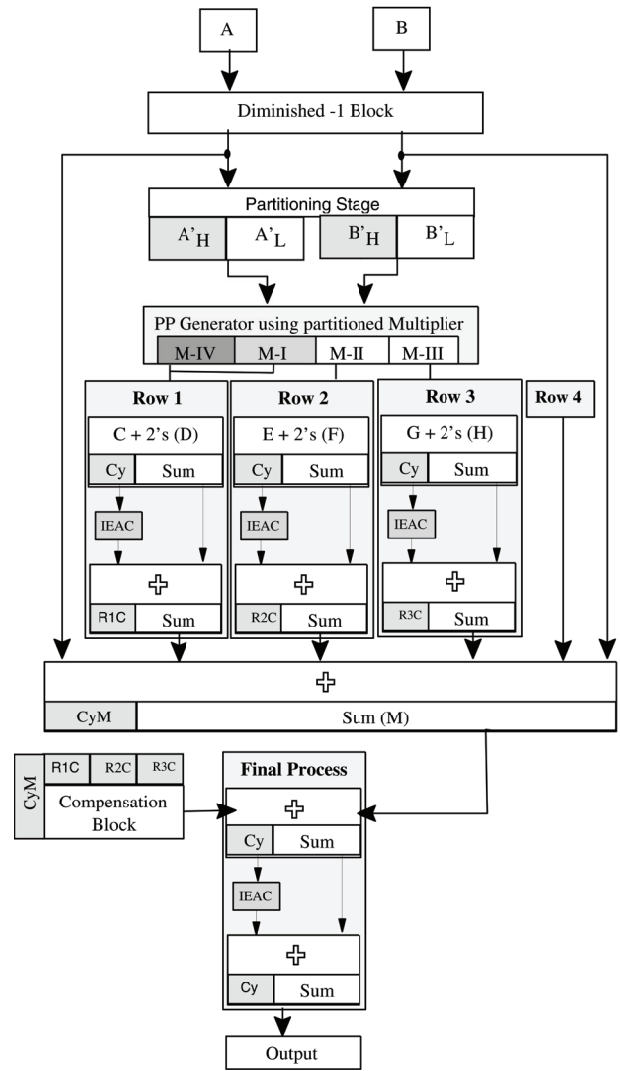 A B
Diminished -1 Block
Partitioning Stage
A'H A'L B'H B'L
PP Generator using partitioned Multiplier
M-IV M-I M-II M-III
Row 1 Row 2 Row 3 Row 4
C + 2's (D) E + 2's (F) G + 2's (H)
Cy Sum Cy Sum Cy Sum
IEAC IEAC IEAC
R1C Sum R2C Sum R3C Sum
CyM Sum (M)
CyM R1C R2C R3C
Compensation
Block
Final Process
Cy Sum
IEAC
Cy Sum
Output